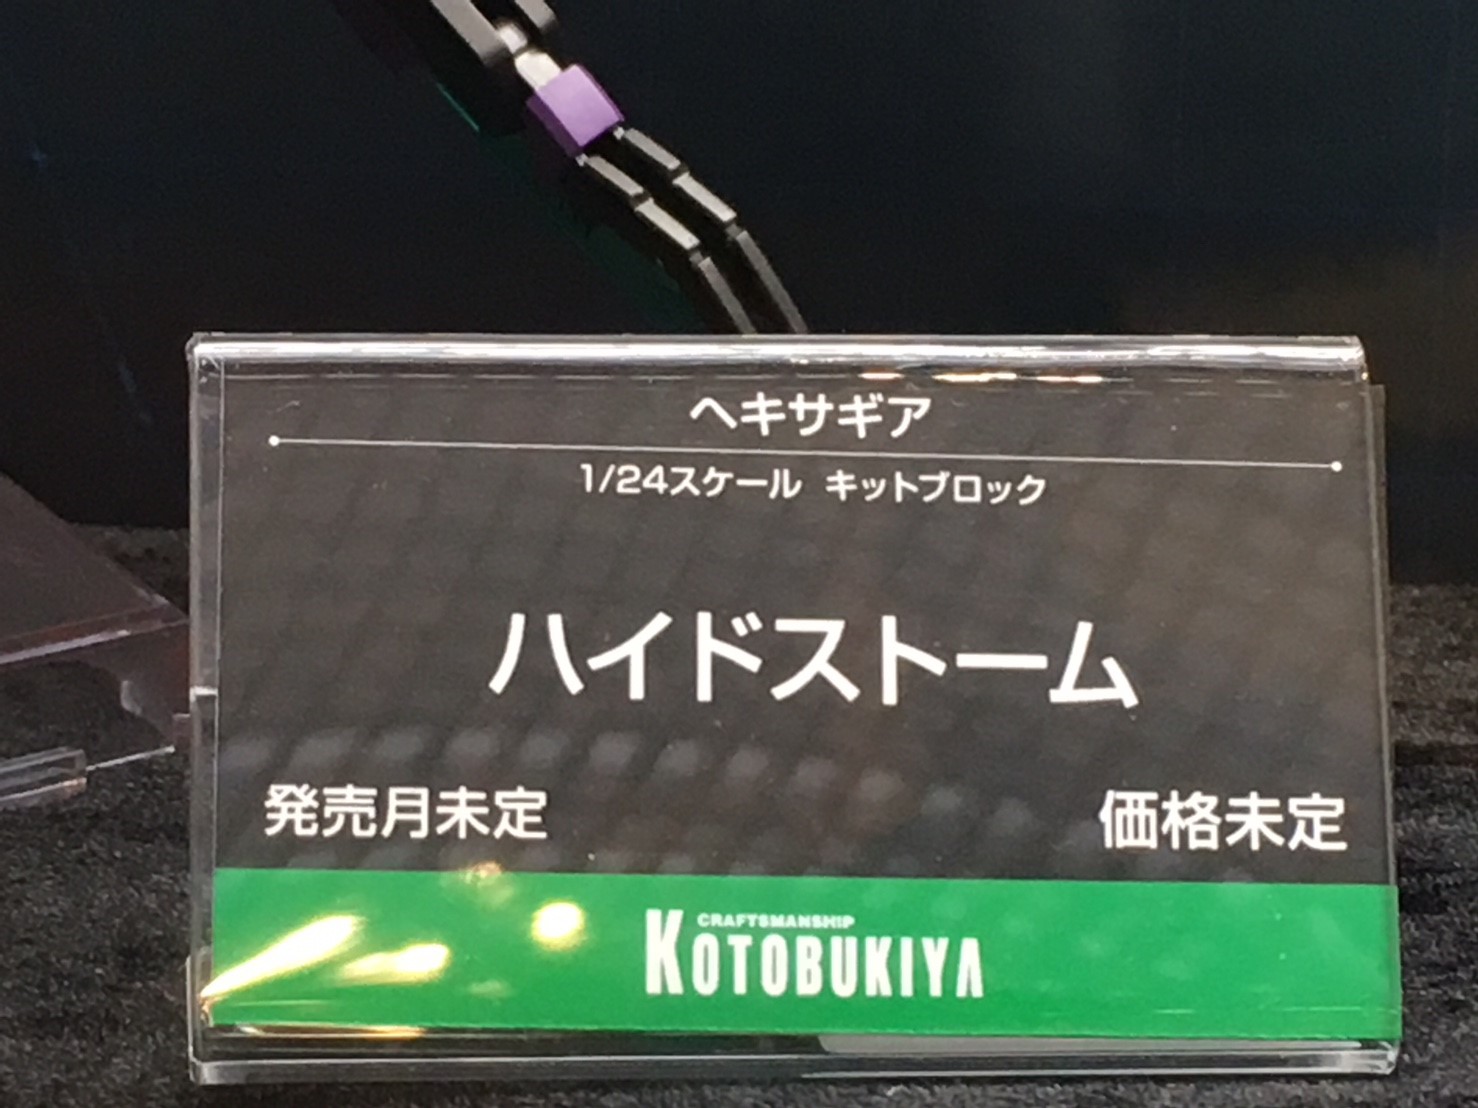 ヘキサギア
1/24スケール キットブロック
ハイドストーム
発売月未定
価格未定
CRAFTSMANSHIP
KOTOBUKIYA